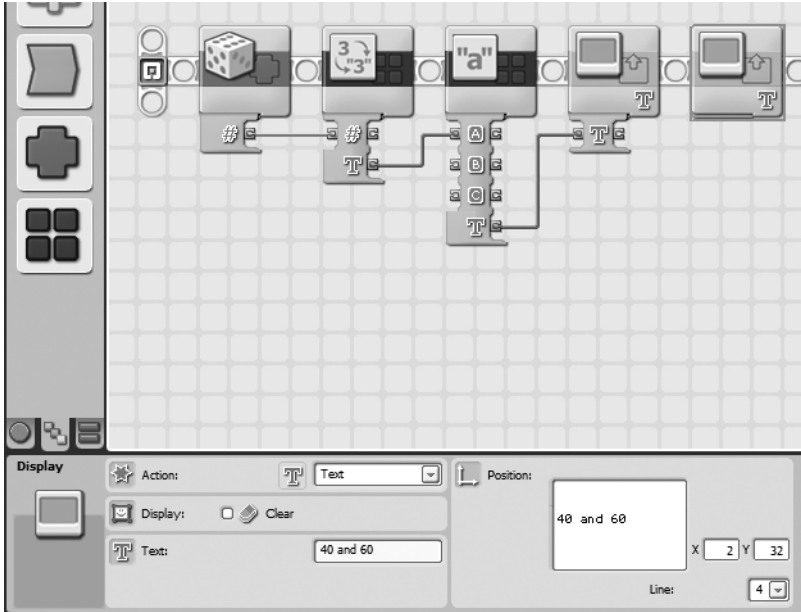 3
"3"
"a"
T
T
# # A T
T B
C
T
Display
Action: T Text
Position:
Display: Clear
40 and 60
T Text: 40 and 60
X 2 Y 32
Line: 4